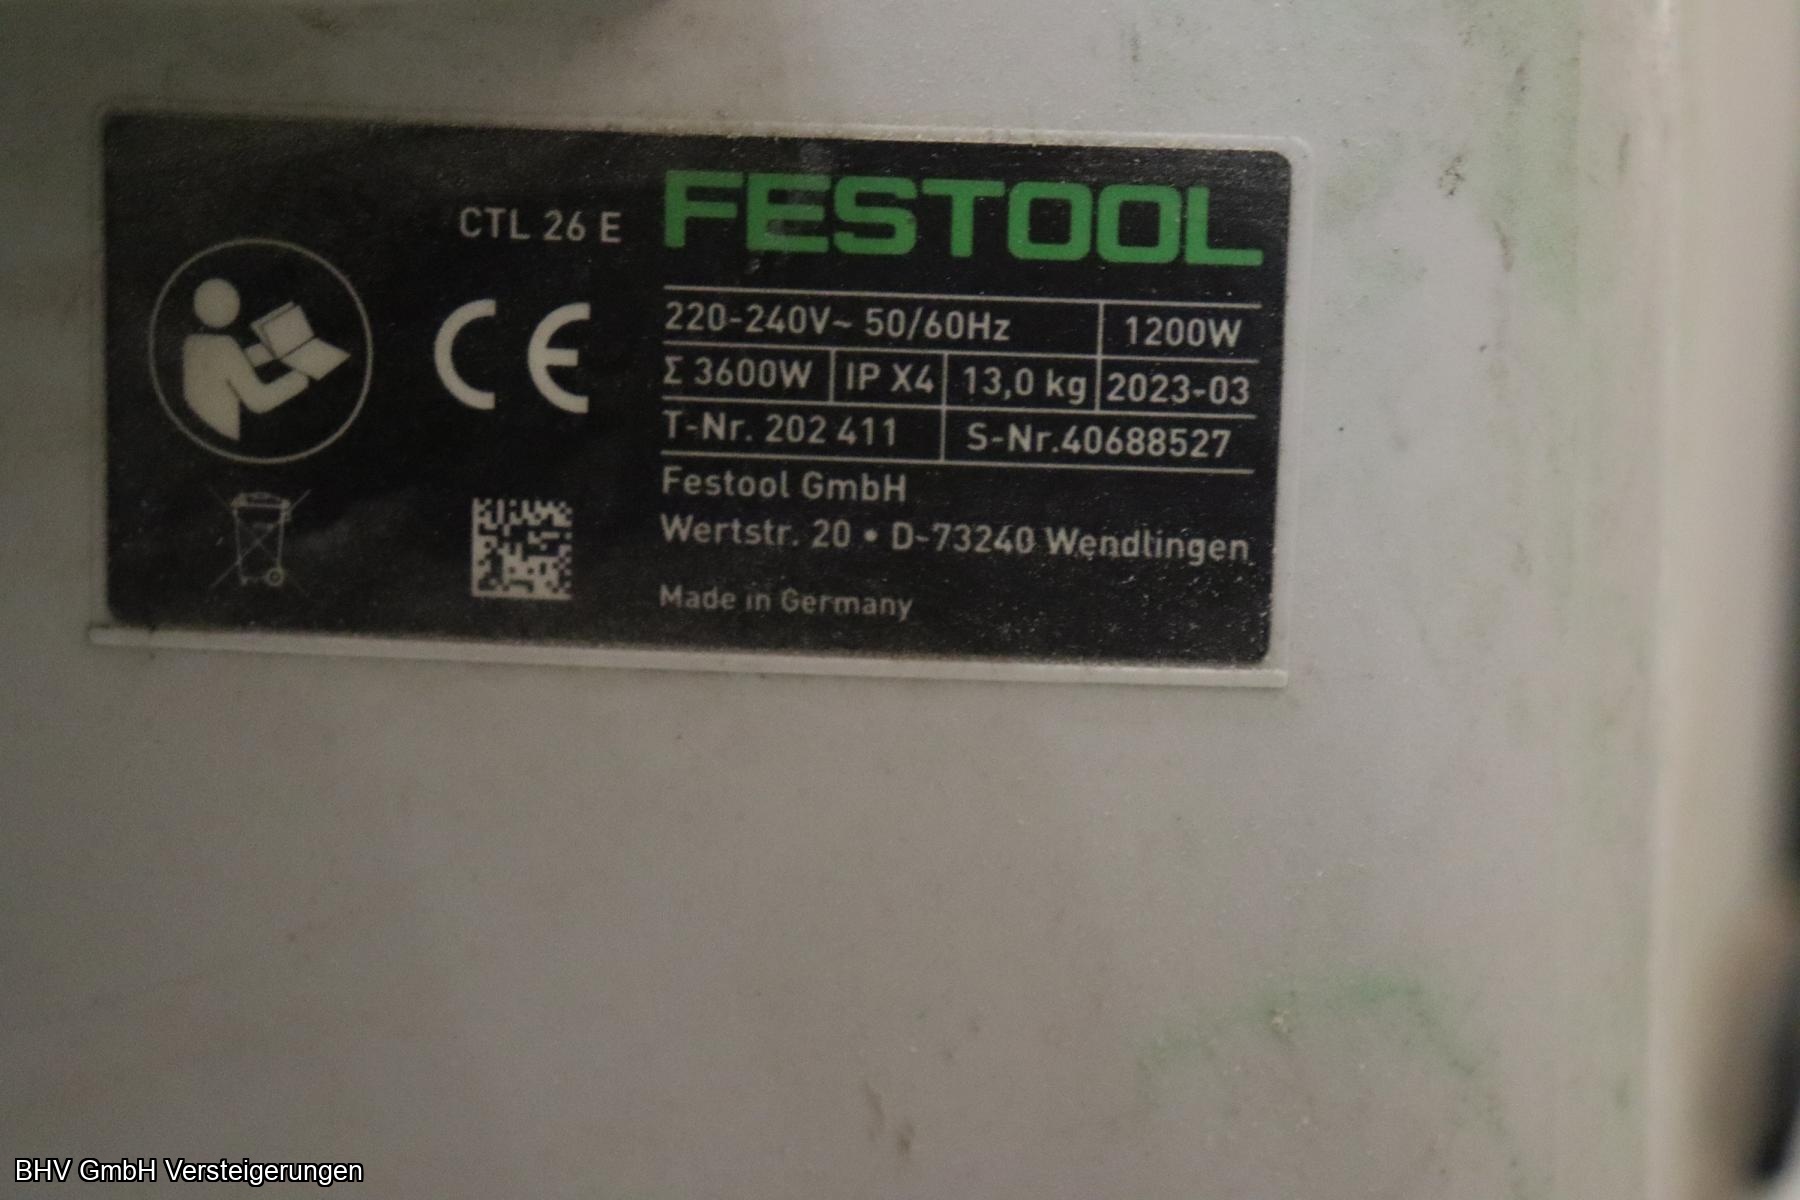 CTL 26 E FESTOOL
CE
220-240V~ 50/60Hz 1200W
Σ 3600W IP X4 13,0 kg 2023-03
T-Nr. 202 411 S-Nr.40688527
Festool GmbH
Wertstr. 20 • D-73240 Wendlingen
Made in Germany
BHV GmbH Versteigerungen